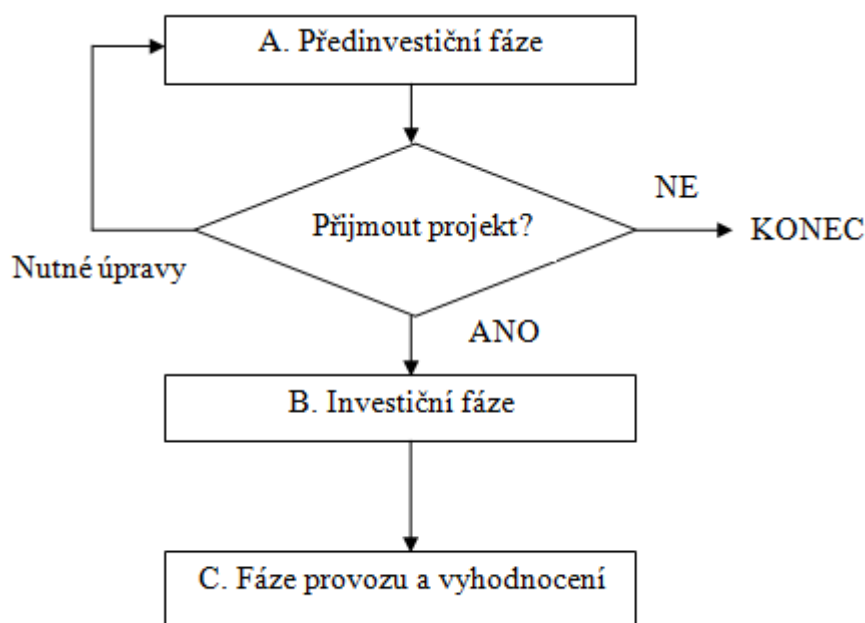 A. Předinvestiční fáze
NE
Přijmout projekt?
KONEC
Nutné úpravy
ANO
B. Investiční fáze
C. Fáze provozu a vyhodnocení